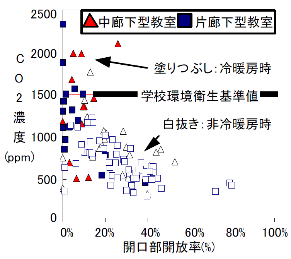 中廊下型教室 片廊下型教室
2500
2000
1500
1000
500
0
CO2濃度
(ppm)
塗りつぶし:冷暖房時
学校環境衛生基準値
白抜き:非冷暖房時
0% 20% 40% 60% 80% 100%
開口部開放率(%)